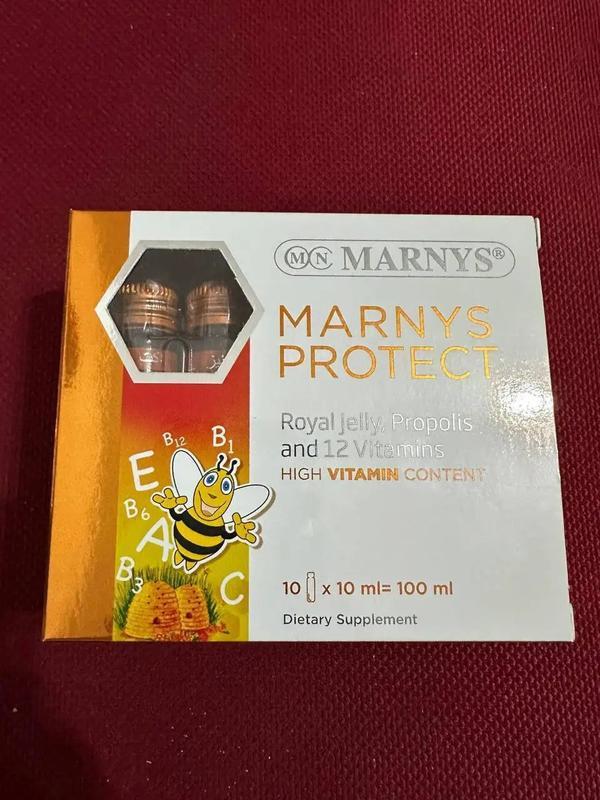 MN MARNYS®
MARNYS
PROTECT
Royal Jelly, Propolis
and 12 Vitamins
HIGH VITAMIN CONTENT
B12
B1
E
B6
A
B3
C
10 x 10 ml= 100 ml
Dietary Supplement